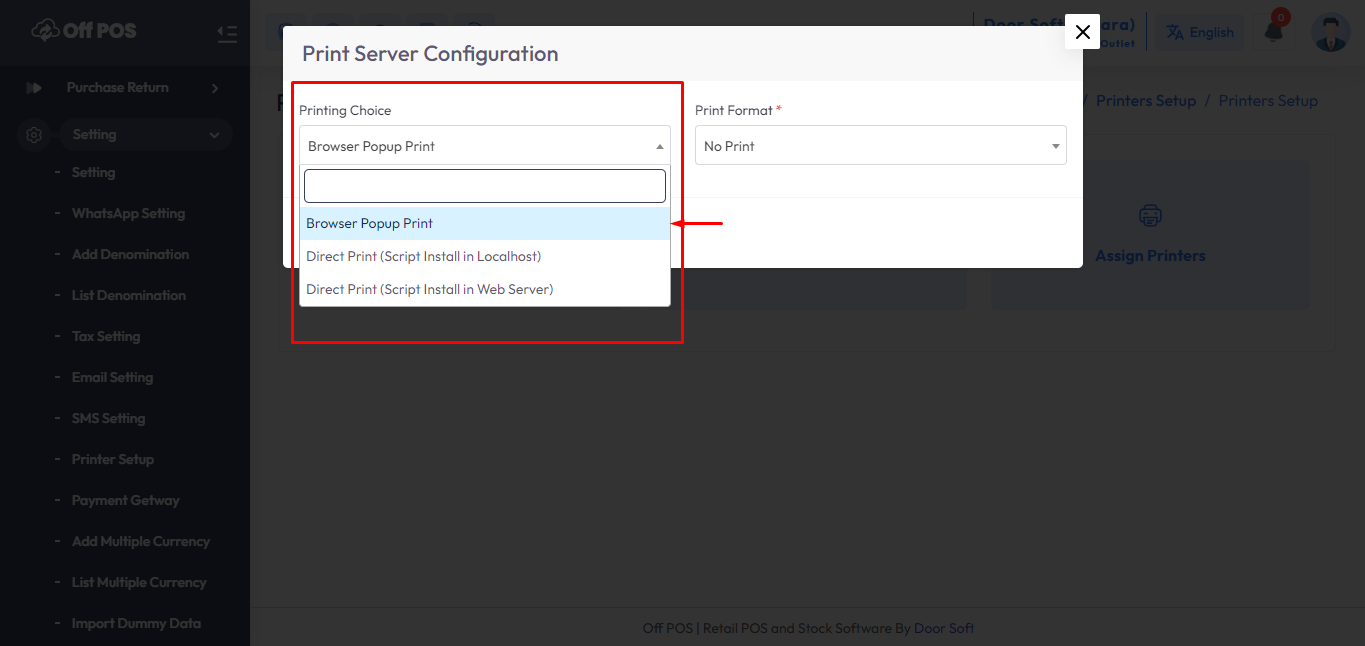 Off POS
Purchase Return
Setting
Setting
WhatsApp Setting
Add Denomination
List Denomination
Tax Setting
Email Setting
SMS Setting
Printer Setup
Payment Getway
Add Multiple Currency
List Multiple Currency
Import Dummy Data
Door Soft
ara)
Outlet
English
0
/ Printers Setup / Printers Setup
Print Server Configuration
Printing Choice
Browser Popup Print
Browser Popup Print
Direct Print (Script Install in Localhost)
Direct Print (Script Install in Web Server)
Print Format *
No Print
Assign Printers
Off POS | Retail POS and Stock Software By Door Soft